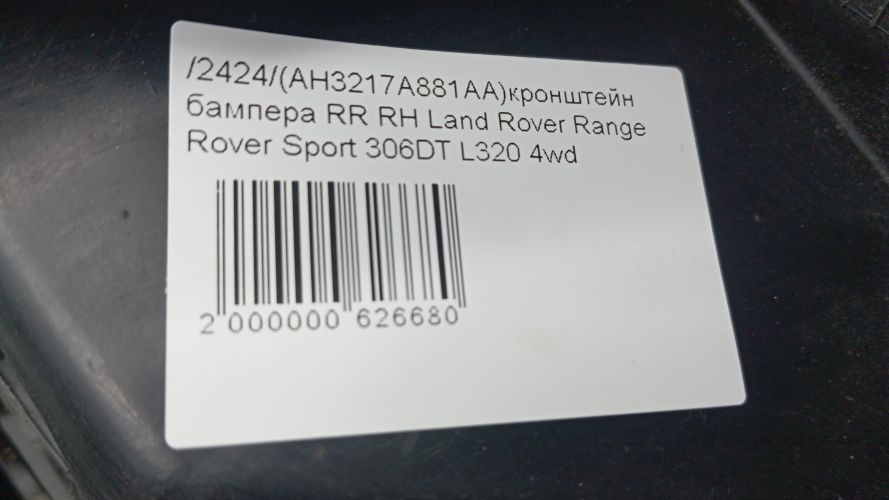 /2424/(AH3217A881AA)кронштейн
бампера RR RH Land Rover Range
Rover Sport 306DT L320 4wd
2 000000 626680